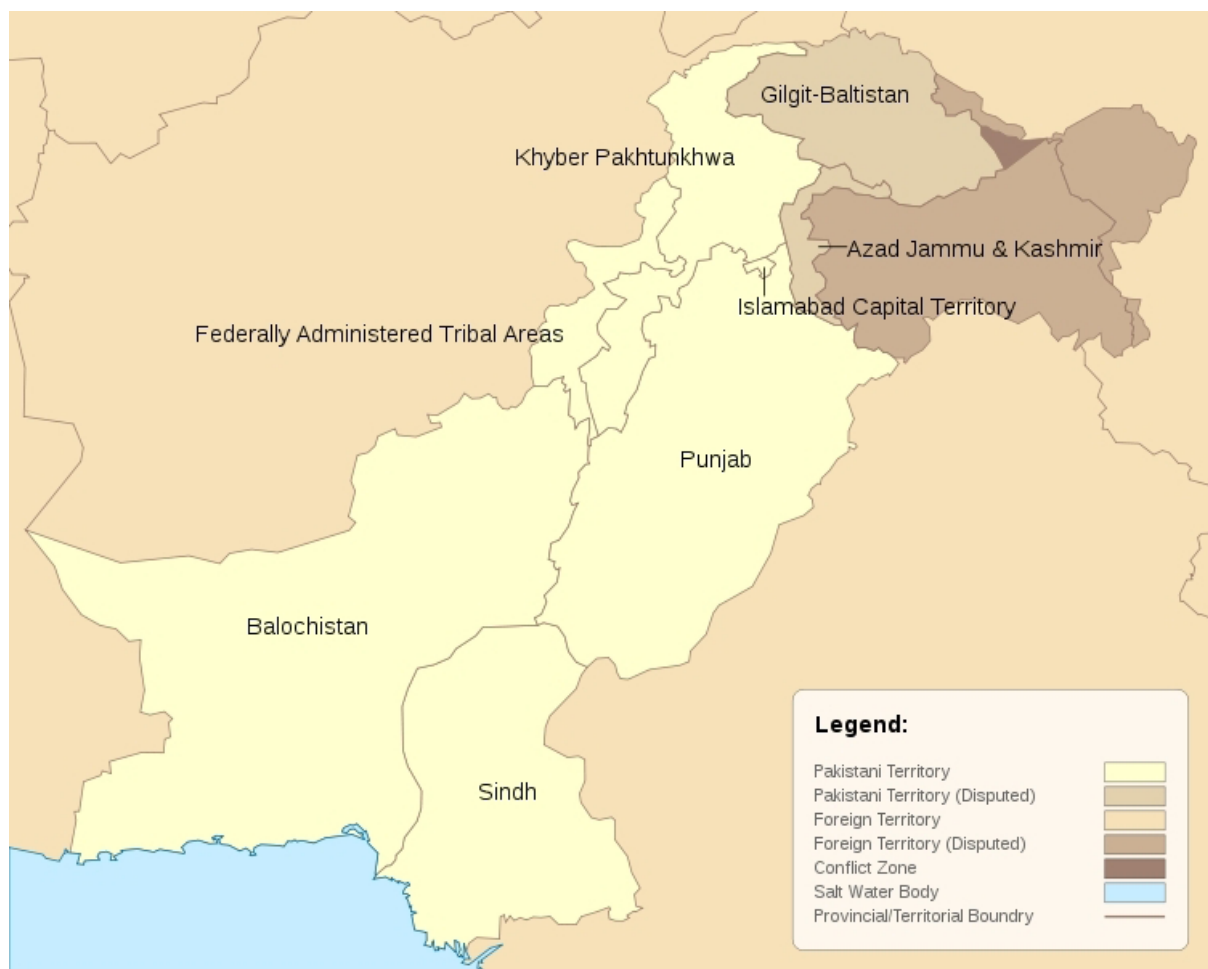 Gilgit-Baltistan
Khyber Pakhtunkhwa
Azad Jammu & Kashmir
Islamabad Capital Territory
Federally Administered Tribal Areas
Punjab
Balochistan
Sindh
Legend:
Pakistani Territory
Pakistani Territory (Disputed)
Foreign Territory
Foreign Territory (Disputed)
Conflict Zone
Salt Water Body
Provincial/Territorial Boundry